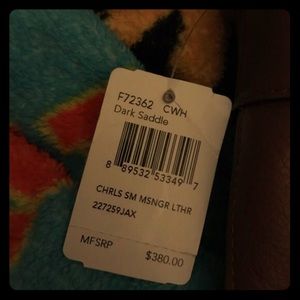 F72362 CWH
Dark Saddle
8 89532 53349 7
CHRLS SM MSNGR LTHR
227259JAX
MFSRP $380.00